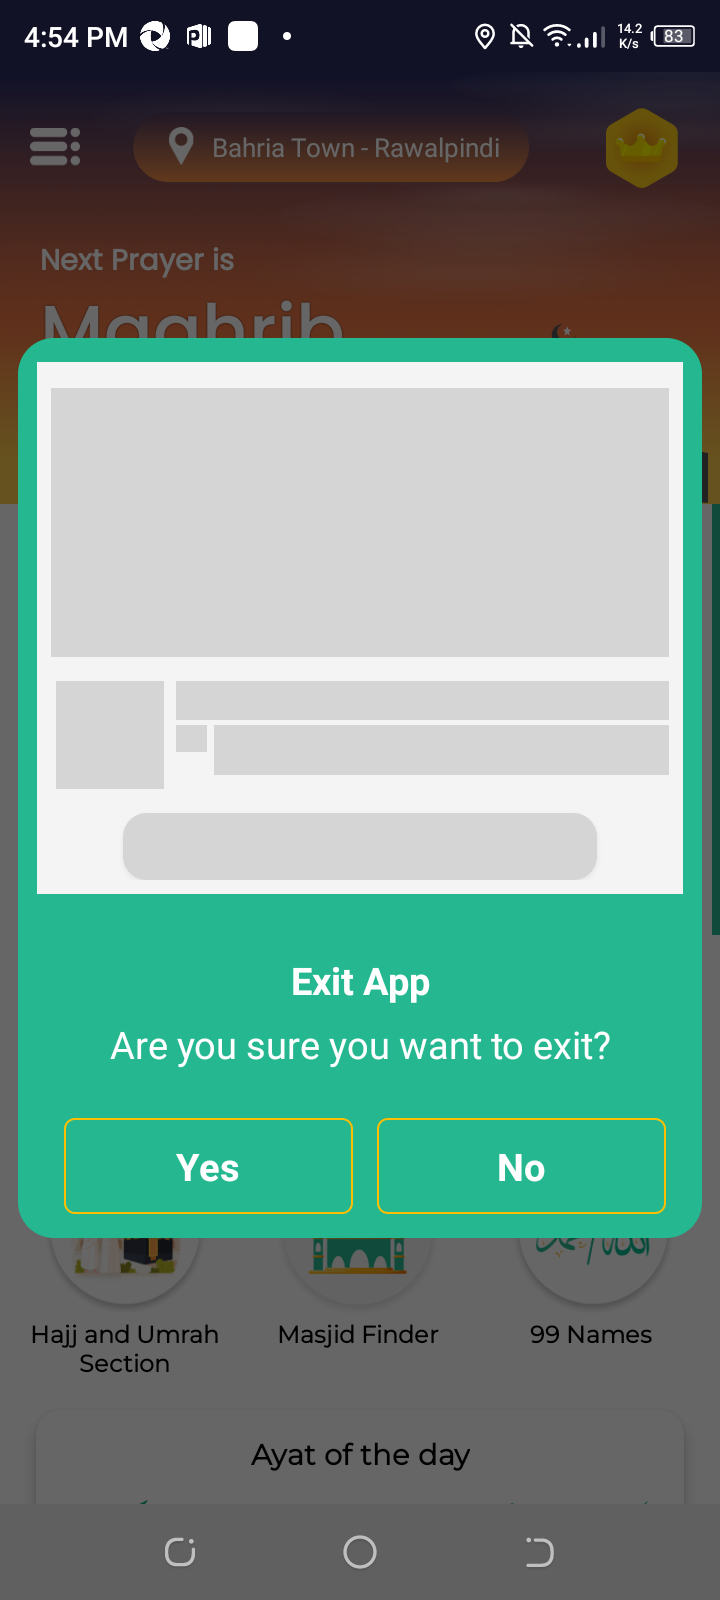 4:54 PM
14.2
K/s
83
Bahria Town - Rawalpindi
Next Prayer is
Maghrib
Exit App
Are you sure you want to exit?
Yes
No
Hajj and Umrah
Section
Masjid Finder
99 Names
Ayat of the day